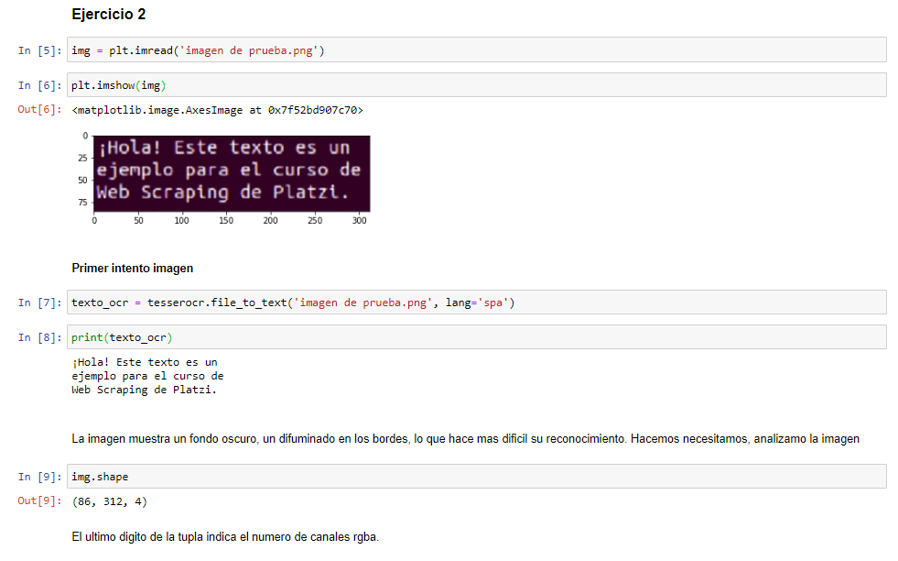 Ejercicio 2
In [5]: img = plt.imread('imagen de prueba.png')
In [6]: plt.imshow(img)
Out[6]: <matplotlib.image.AxesImage at 0x7f52bd907c70>
0
25
50
75
¡Hola! Este texto es un
ejemplo para el curso de
Web Scraping de Platzi.
0 50 100 150 200 250 300
Primer intento imagen
In [7]: texto_ocr = tesserocr.file_to_text('imagen de prueba.png', lang='spa')
In [8]: print(texto_ocr)
¡Hola! Este texto es un
ejemplo para el curso de
Web Scraping de Platzi.
La imagen muestra un fondo oscuro, un difuminado en los bordes, lo que hace mas dificil su reconocimiento. Hacemos necesitamos, analizamo la imagen
In [9]: img.shape
Out[9]: (86, 312, 4)
El ultimo digito de la tupla indica el numero de canales rgba.